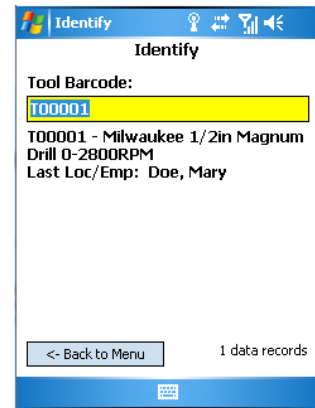 Identify
Identify
Tool Barcode:
T00001
T00001 - Milwaukee 1/2in Magnum
Drill 0-2800RPM
Last Loc/Emp: Doe, Mary
<- Back to Menu
1 data records